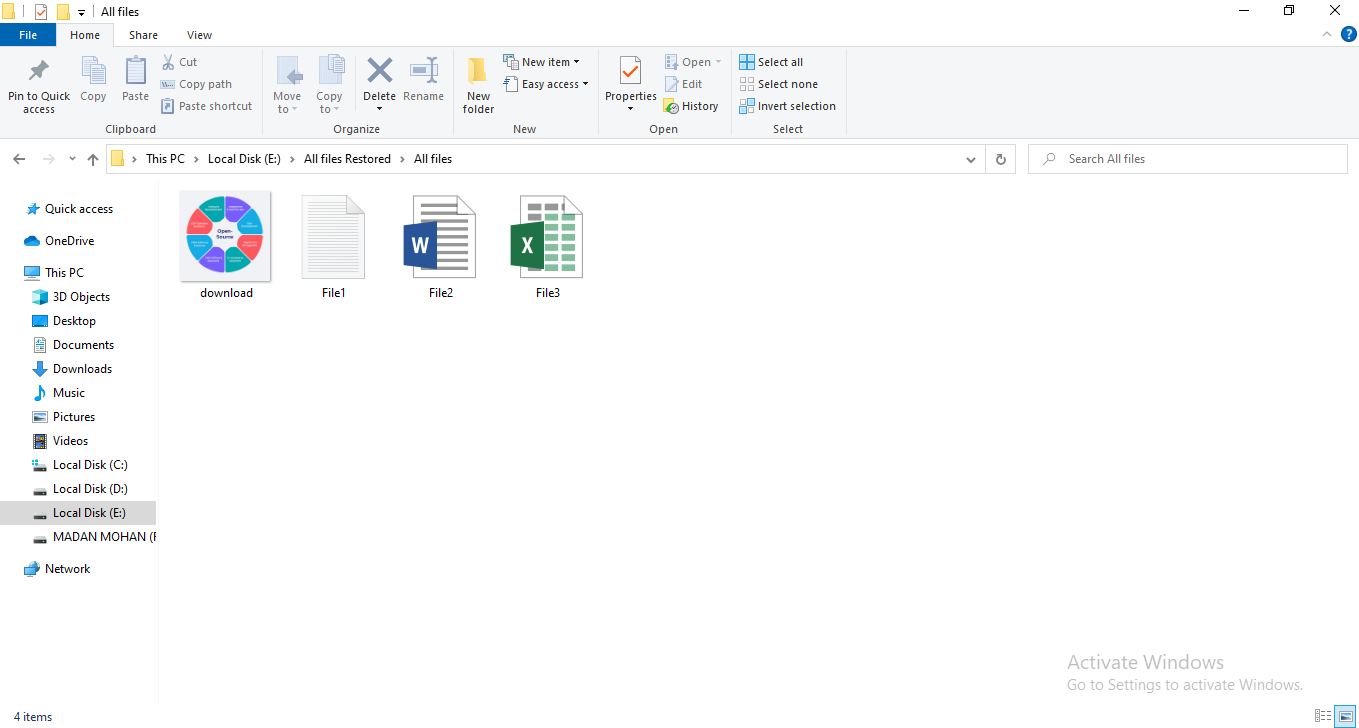 All files
File Home Share View
Pin to Quick access
Copy
Paste
Cut
Copy path
Paste shortcut
Clipboard
Move to
Copy to
Delete
Rename
Organize
New folder
New item
Easy access
New
Properties
Open
Edit
History
Open
Select all
Select none
Invert selection
Select
This PC > Local Disk (E:) > All files Restored > All files
Search All files
Quick access
OneDrive
This PC
3D Objects
Desktop
Documents
Downloads
Music
Pictures
Videos
Local Disk (C:)
Local Disk (D:)
Local Disk (E:)
MADAN MOHAN (F
Network
Open-
Source
W
X
download File1 File2 File3
Activate Windows
Go to Settings to activate Windows.
4 items